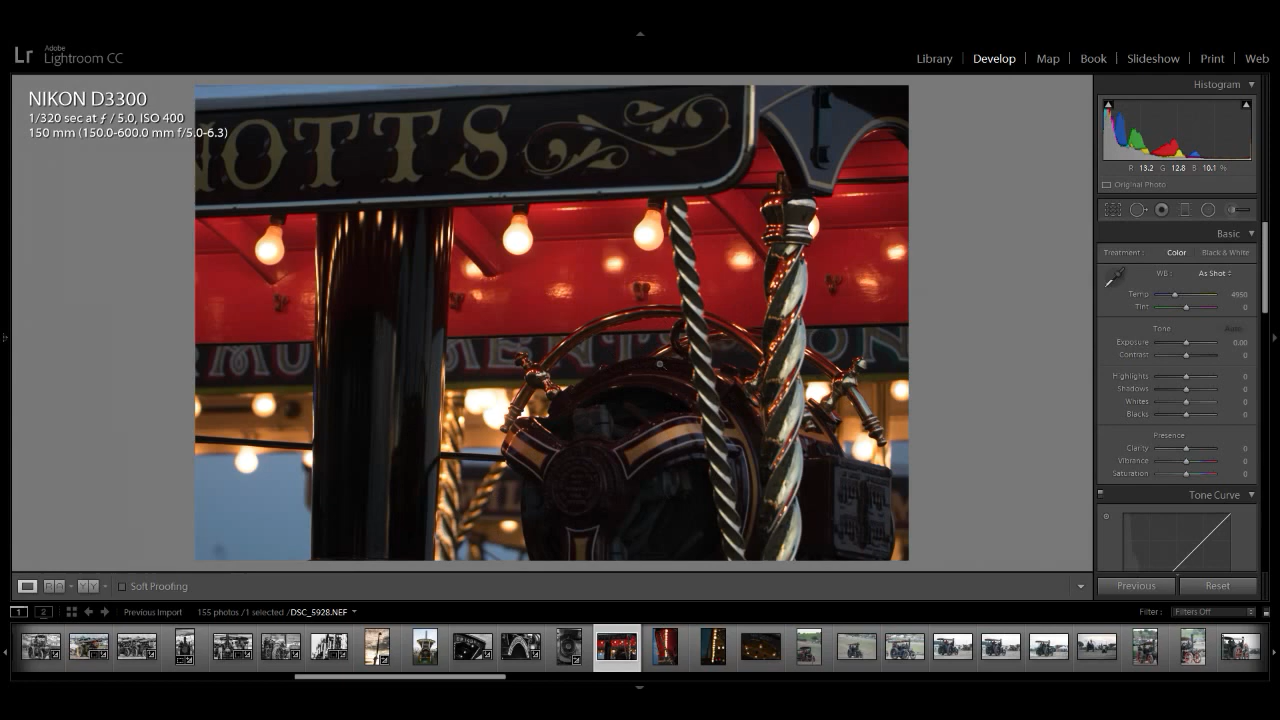 Lr Adobe
Lightroom CC
Library Develop Map Book Slideshow Print Web
NIKON D3300
1/320 sec at ƒ / 5.0, ISO 400
150 mm (150.0-600.0 mm f/5.0-6.3)
NOTTS
Histogram
R 13.2 G 12.8 B 10.1 %
Original Photo
Basic
Treatment : Color Black & White
WB : As Shot
Temp 4950
Tint 0
Tone Auto
Exposure 0.00
Contrast 0
Highlights 0
Shadows 0
Whites 0
Blacks 0
Presence
Clarity 0
Vibrance 0
Saturation 0
Tone Curve
Previous Reset
Soft Proofing
1 2 Previous Import 155 photos / 1 selected / DSC_5928.NEF
Filter : Filters Off